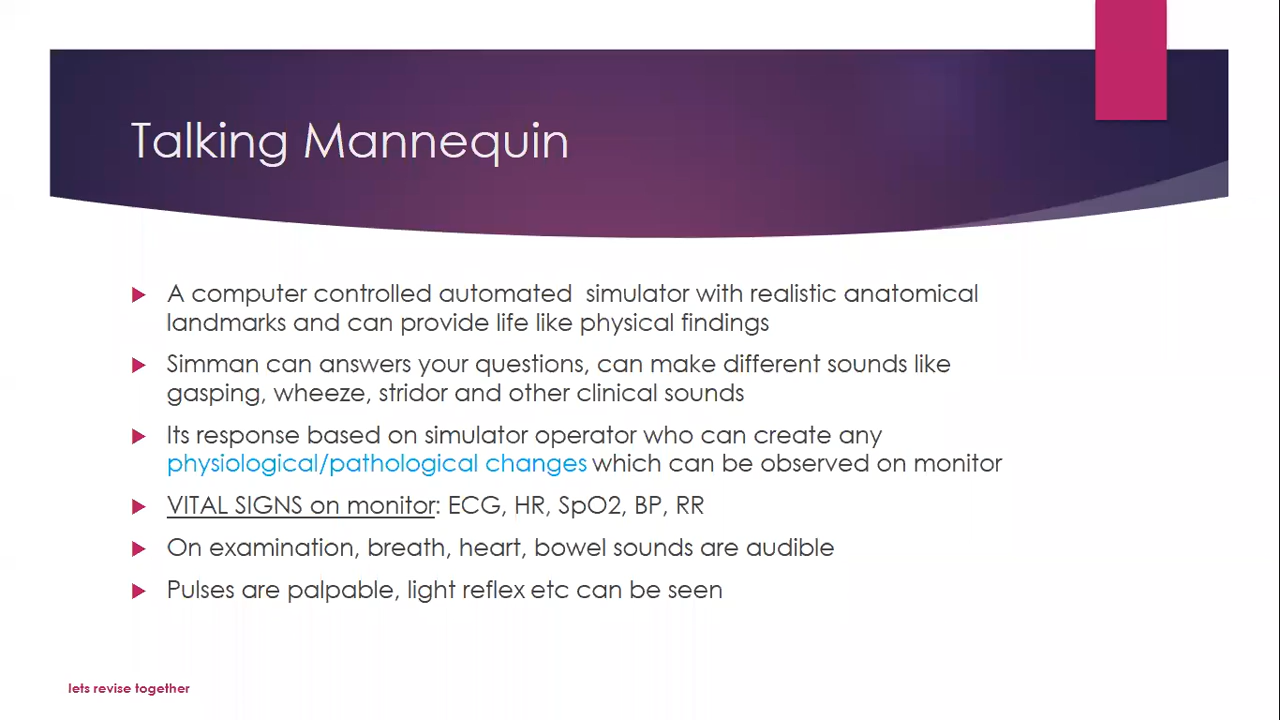 Talking Mannequin
A computer controlled automated  simulator with realistic anatomical
landmarks and can provide life like physical findings
Simman can answers your questions, can make different sounds like
gasping, wheeze, stridor and other clinical sounds
Its response based on simulator operator who can create any
physiological/pathological changes which can be observed on monitor
VITAL SIGNS on monitor: ECG, HR, SpO2, BP, RR
On examination, breath, heart, bowel sounds are audible
Pulses are palpable, light reflex etc can be seen
lets revise together